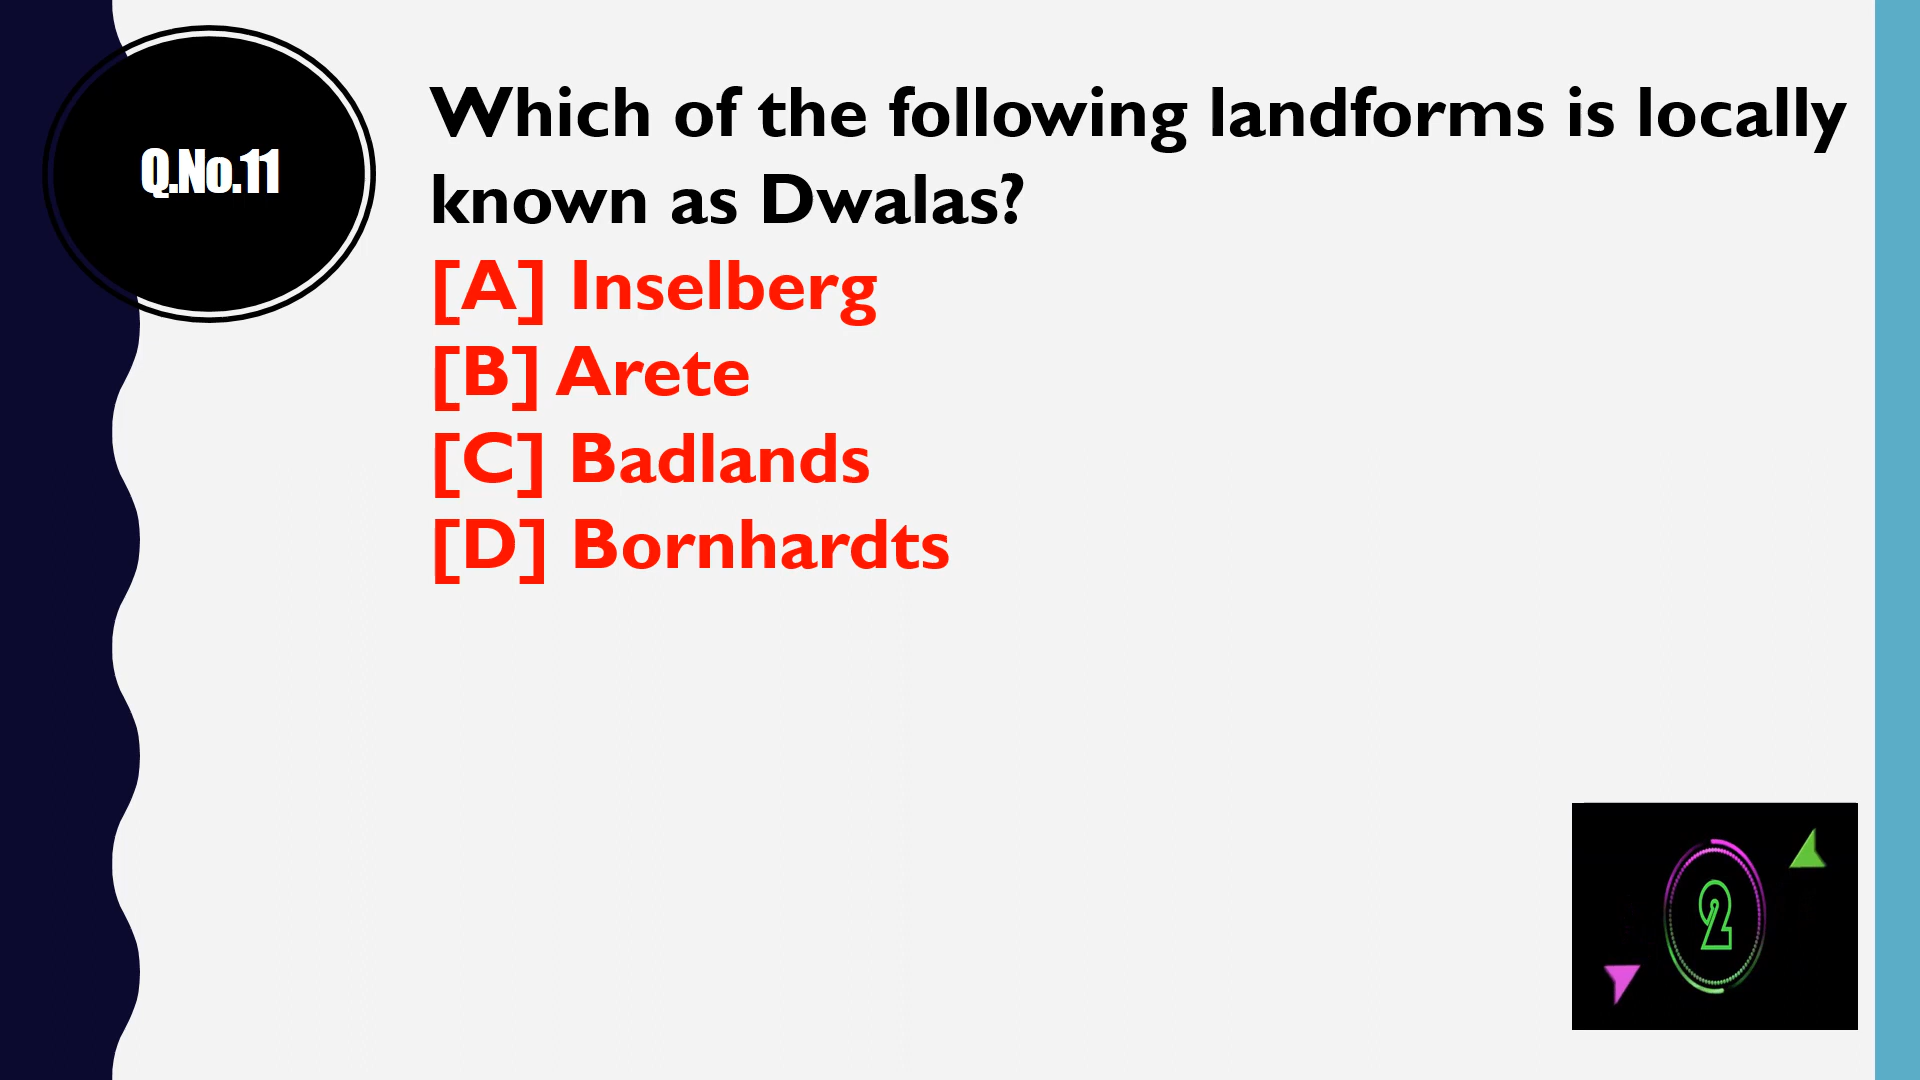 Q.No.11
Which of the following landforms is locally
known as Dwalas?
[A] Inselberg
[B] Arete
[C] Badlands
[D] Bornhardts
2